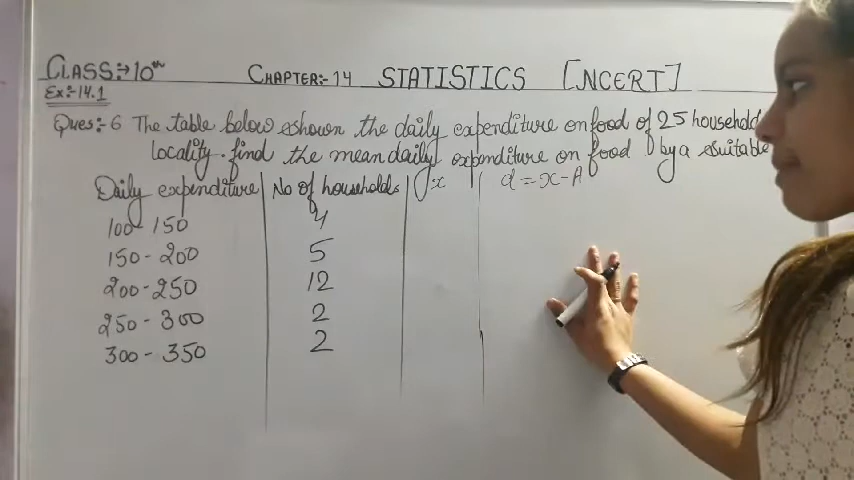 CLASS:- 10th CHAPTER:- 14 STATISTICS [NCERT]
Ex:-14.1
Ques:- 6 The table below shown the daily expenditure on food of 25 household
locality. find the mean daily expenditure on food by a suitable
Daily expenditure No of households x d = x - A
100 - 150 4
150 - 200 5
200 - 250 12
250 - 300 2
300 - 350 2